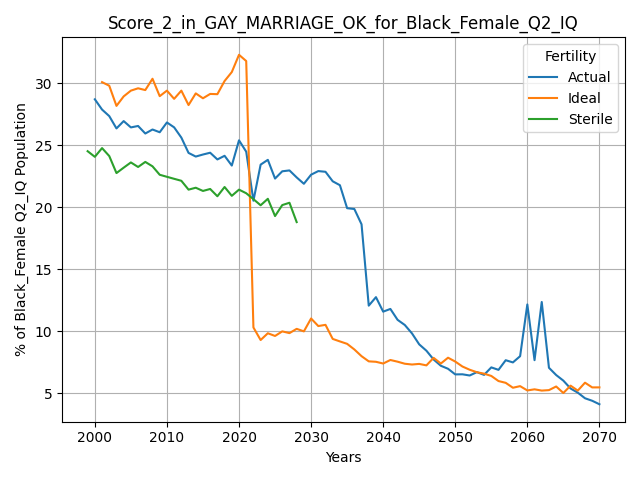 Score_2_in_GAY_MARRIAGE_OK_for_Black_Female_Q2_IQ
Fertility
Actual
Ideal
Sterile
% of Black_Female Q2_IQ Population
30
25
20
15
10
5
2000 2010 2020 2030 2040 2050 2060 2070
Years